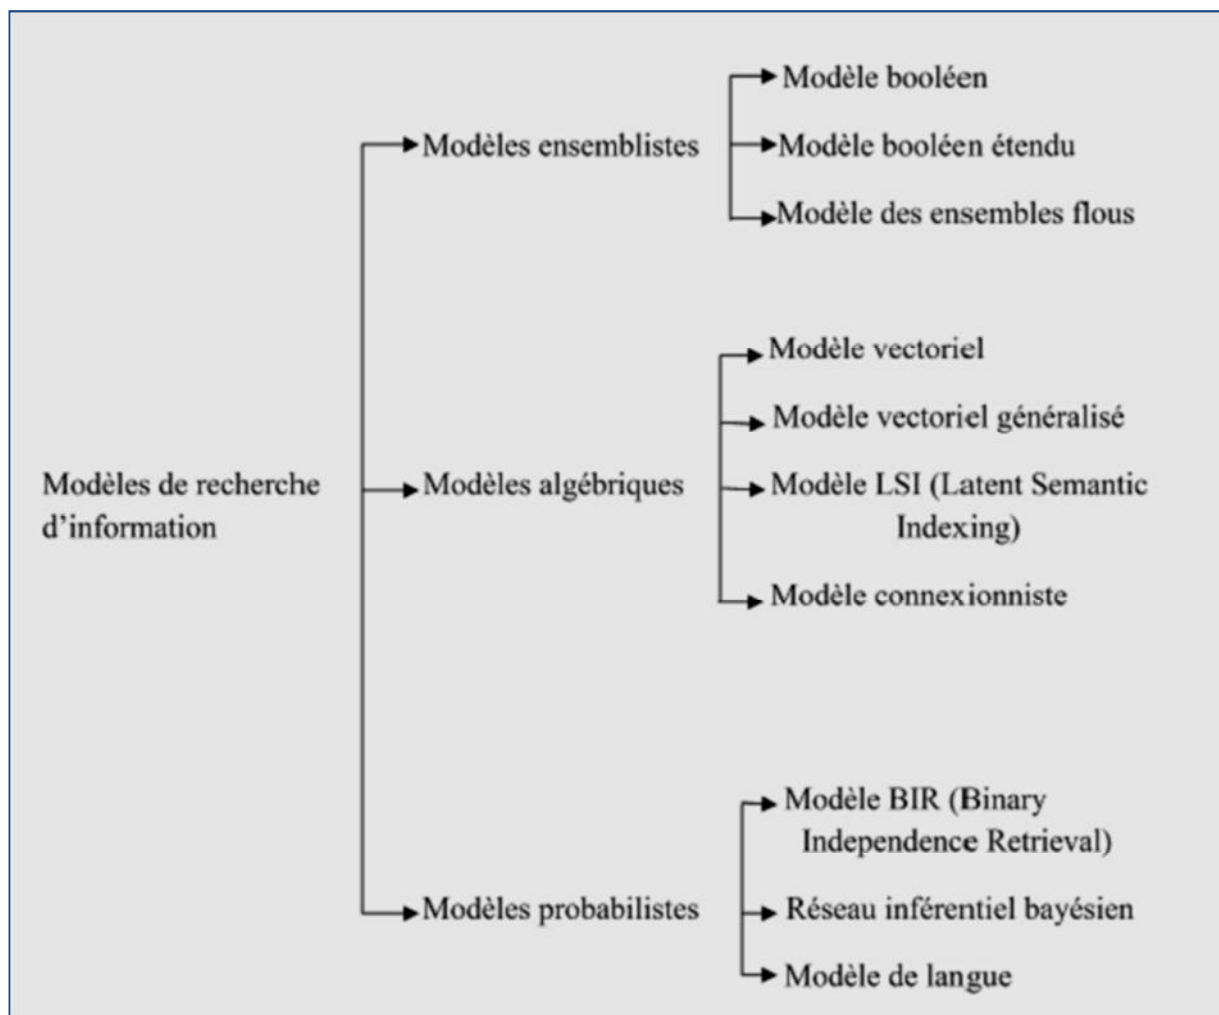 Modèles de recherche
d’information
Modèles ensemblistes
Modèle booléen
Modèle booléen étendu
Modèle des ensembles flous
Modèles algébriques
Modèle vectoriel
Modèle vectoriel généralisé
Modèle LSI (Latent Semantic
Indexing)
Modèle connexionniste
Modèles probabilistes
Modèle BIR (Binary
Independence Retrieval)
Réseau inférentiel bayésien
Modèle de langue